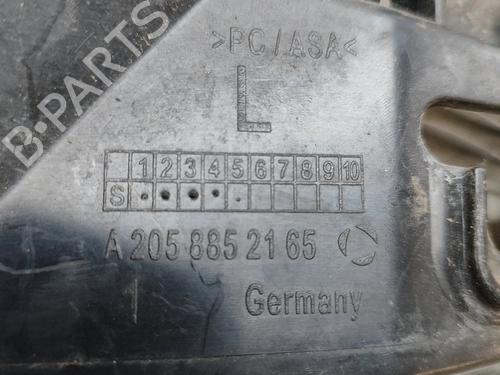 >PC/ASA<
L
1 2 3 4 5 6 7 8 9 10
S
A 205 885 21 65
Germany
B-PARTS